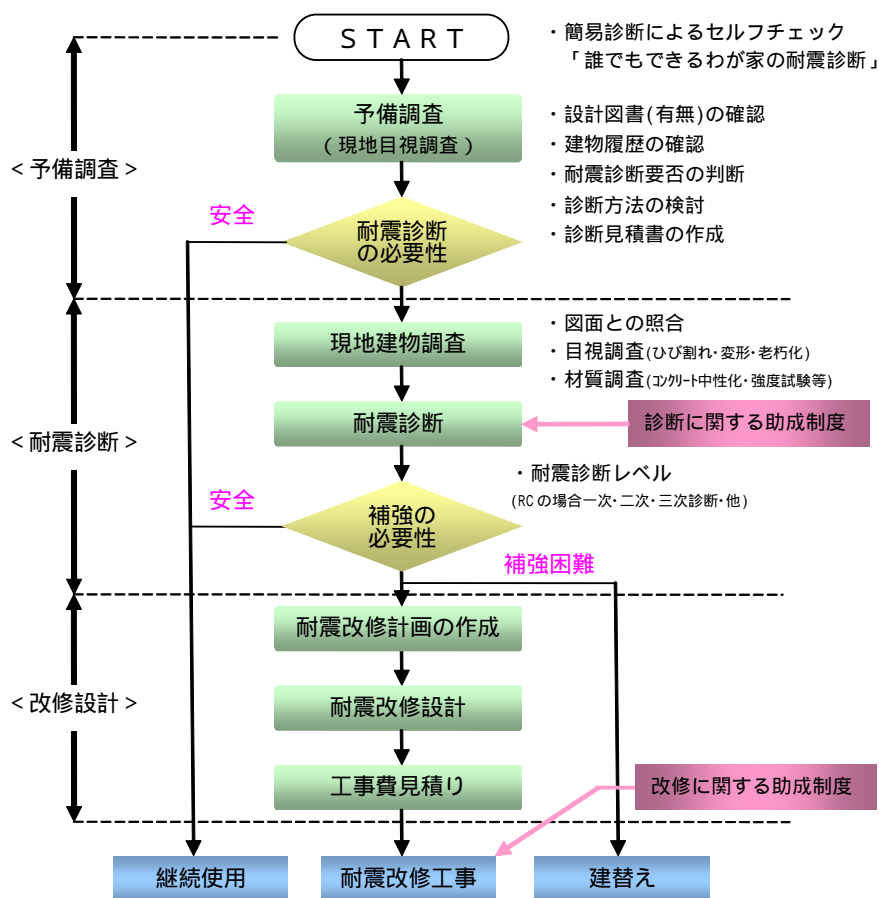 ＳＴＡＲＴ
・簡易診断によるセルフチェック
「誰でもできるわが家の耐震診断」
予備調査
（現地目視調査）
・設計図書(有無)の確認
・建物履歴の確認
・耐震診断要否の判断
・診断方法の検討
・診断見積書の作成
＜予備調査＞
安全
耐震診断
の必要性
現地建物調査
・図面との照合
・目視調査(ひび割れ・変形・老朽化)
・材質調査(ｺﾝｸﾘｰﾄ中性化・強度試験等)
耐震診断
診断に関する助成制度
＜耐震診断＞
・耐震診断レベル
(RCの場合一次・二次・三次診断・他)
安全
補強の
必要性
補強困難
耐震改修計画の作成
＜改修設計＞
耐震改修設計
工事費見積り
改修に関する助成制度
継続使用
耐震改修工事
建替え